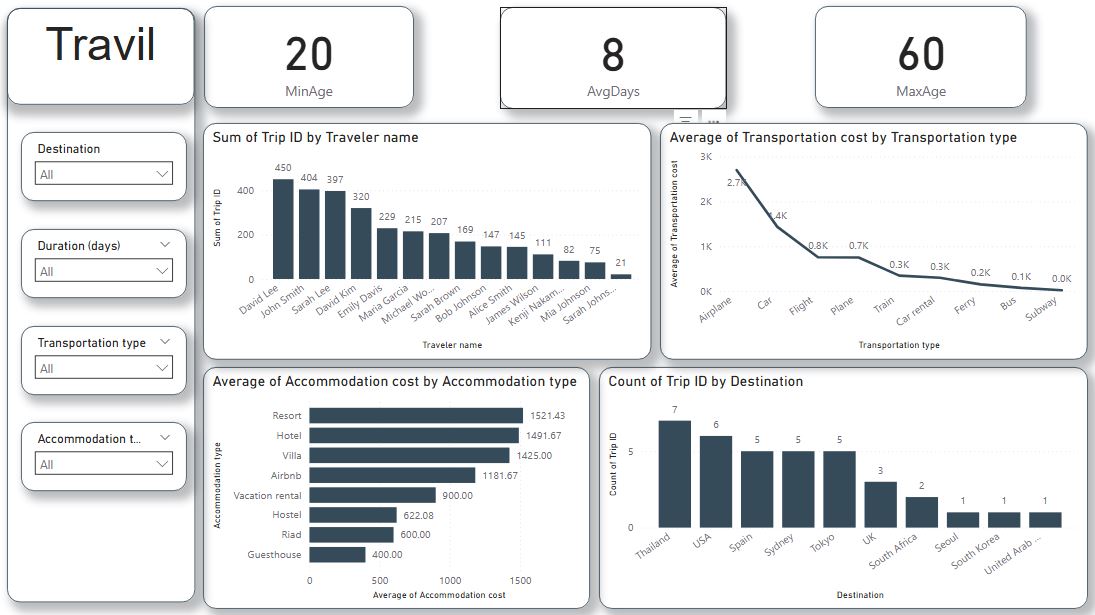 Travil
20
MinAge
8
AvgDays
60
MaxAge
Destination
All
Duration (days)
All
Transportation type
All
Accommodation t...
All
Sum of Trip ID by Traveler name
Sum of Trip ID
400
200
0
450
404
397
320
229
215
207
169
147
145
111
82
75
21
David Lee
John Smith
Sarah Lee
David Kim
Emily Davis
Maria Garcia
Michael Wo...
Sarah Brown
Bob Johnson
Alice Smith
James Wilson
Kenji Nakam...
Mia Johnson
Sarah Johns...
Traveler name
Average of Transportation cost by Transportation type
Average of Transportation cost
3K
2K
1K
0K
2.7K
1.4K
0.8K
0.7K
0.3K
0.3K
0.2K
0.1K
0.0K
Airplane
Car
Flight
Plane
Train
Car rental
Ferry
Bus
Subway
Transportation type
Average of Accommodation cost by Accommodation type
Accommodation type
Resort 1521.43
Hotel 1491.67
Villa 1425.00
Airbnb 1181.67
Vacation rental 900.00
Hostel 622.08
Riad 600.00
Guesthouse 400.00
0 500 1000 1500
Average of Accommodation cost
Count of Trip ID by Destination
Count of Trip ID
5
0
7
6
5
5
5
3
2
1
1
1
Thailand
USA
Spain
Sydney
Tokyo
UK
South Africa
Seoul
South Korea
United Arab ...
Destination